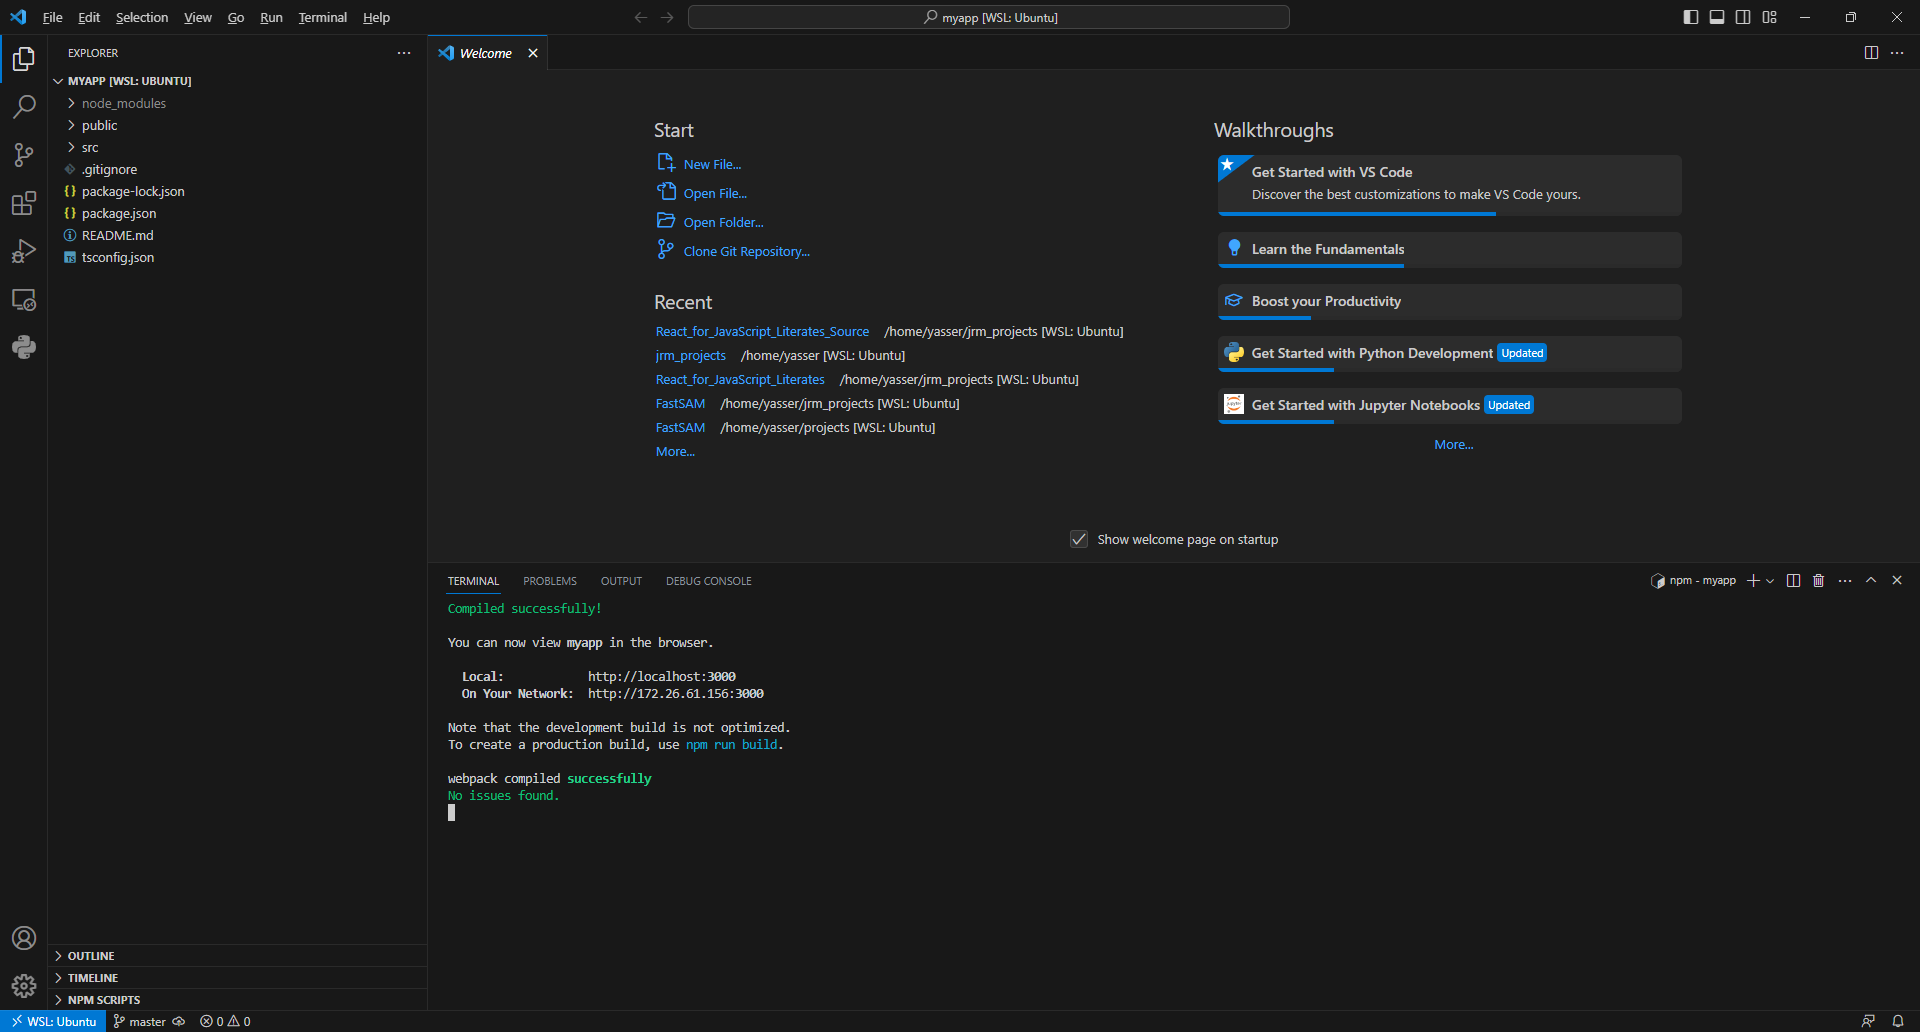 File Edit Selection View Go Run Terminal Help
myapp [WSL: Ubuntu]
EXPLORER
MYAPP [WSL: UBUNTU]
node_modules
public
src
.gitignore
package-lock.json
package.json
README.md
tsconfig.json
OUTLINE
TIMELINE
NPM SCRIPTS
Welcome
Start
New File...
Open File...
Open Folder...
Clone Git Repository...
Recent
React_for_JavaScript_Literates_Source /home/yasser/jrm_projects [WSL: Ubuntu]
jrm_projects /home/yasser [WSL: Ubuntu]
React_for_JavaScript_Literates /home/yasser/jrm_projects [WSL: Ubuntu]
FastSAM /home/yasser/jrm_projects [WSL: Ubuntu]
FastSAM /home/yasser/projects [WSL: Ubuntu]
More...
Walkthroughs
Get Started with VS Code
Discover the best customizations to make VS Code yours.
Learn the Fundamentals
Boost your Productivity
Get Started with Python Development Updated
Get Started with Jupyter Notebooks Updated
More...
Show welcome page on startup
TERMINAL PROBLEMS OUTPUT DEBUG CONSOLE
npm - myapp
Compiled successfully!
You can now view myapp in the browser.
Local: http://localhost:3000
On Your Network: http://172.26.61.156:3000
Note that the development build is not optimized.
To create a production build, use npm run build.
webpack compiled successfully
No issues found.
WSL: Ubuntu master 0 0